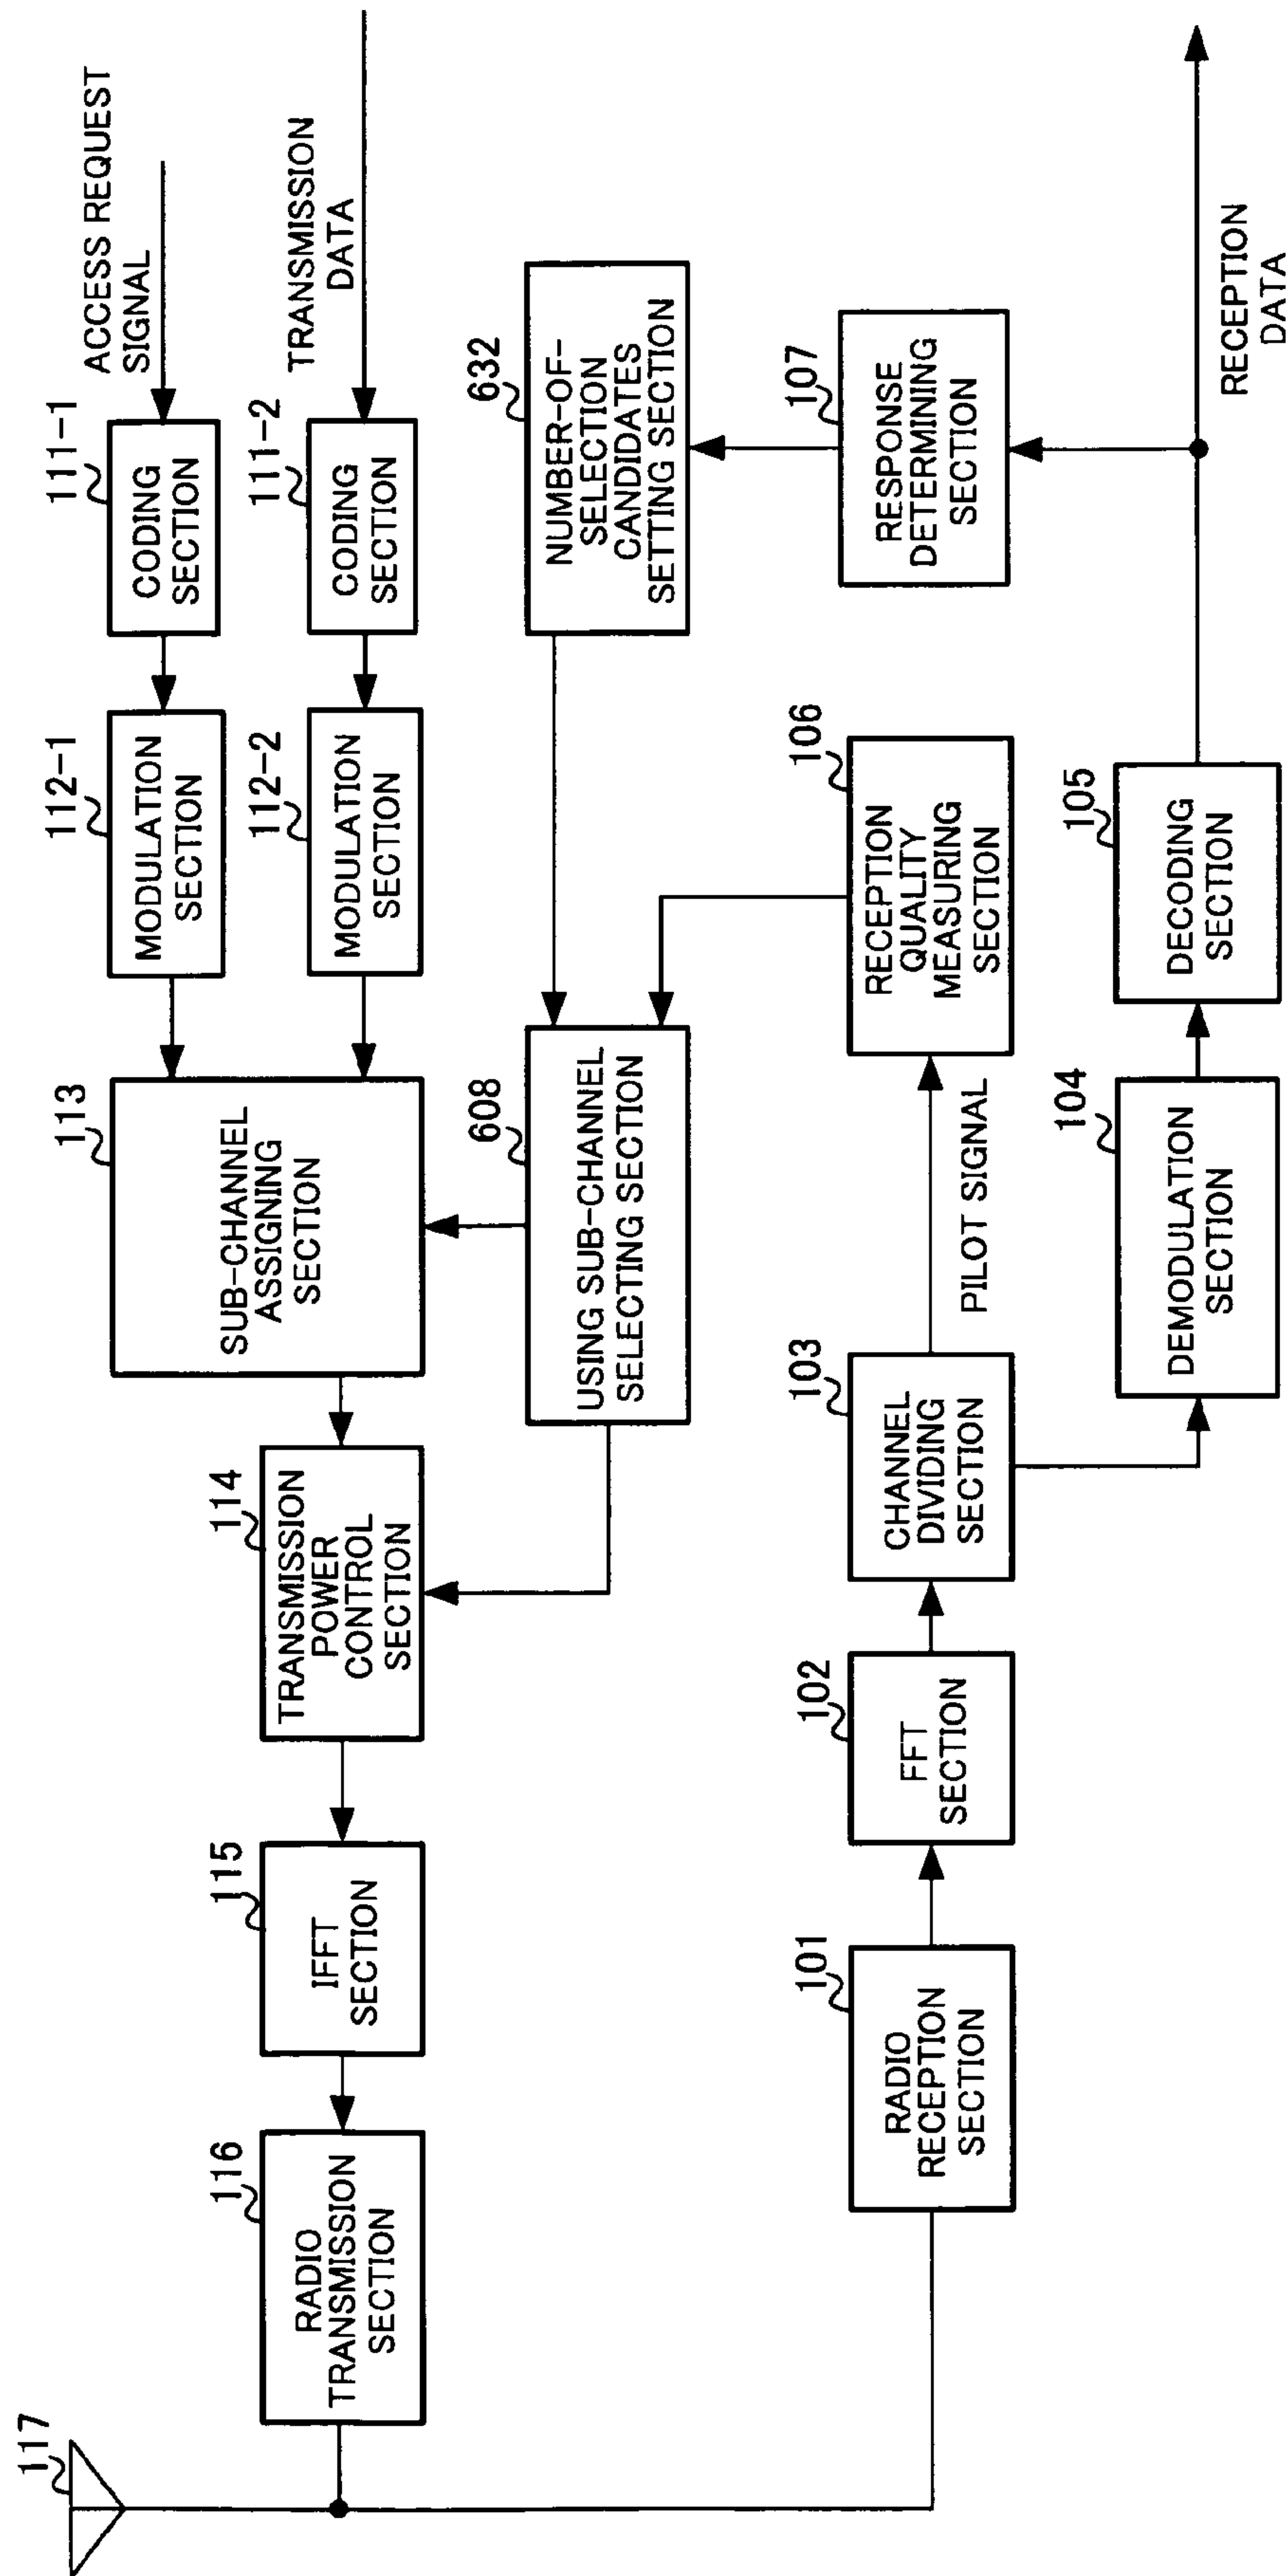 117
116
RADIO
TRANSMISSION
SECTION
115
IFFT
SECTION
114
TRANSMISSION
POWER
CONTROL
SECTION
113
SUB-CHANNEL
ASSIGNING
SECTION
112-1
MODULATION
SECTION
111-1
CODING
SECTION
ACCESS REQUEST
SIGNAL
112-2
MODULATION
SECTION
111-2
CODING
SECTION
TRANSMISSION
DATA
608
USING SUB-CHANNEL
SELECTING SECTION
632
NUMBER-OF-
SELECTION
CANDIDATES
SETTING SECTION
101
RADIO
RECEPTION
SECTION
102
FFT
SECTION
103
CHANNEL
DIVIDING
SECTION
PILOT SIGNAL
106
RECEPTION
QUALITY
MEASURING
SECTION
107
RESPONSE
DETERMINING
SECTION
104
DEMODULATION
SECTION
105
DECODING
SECTION
RECEPTION
DATA